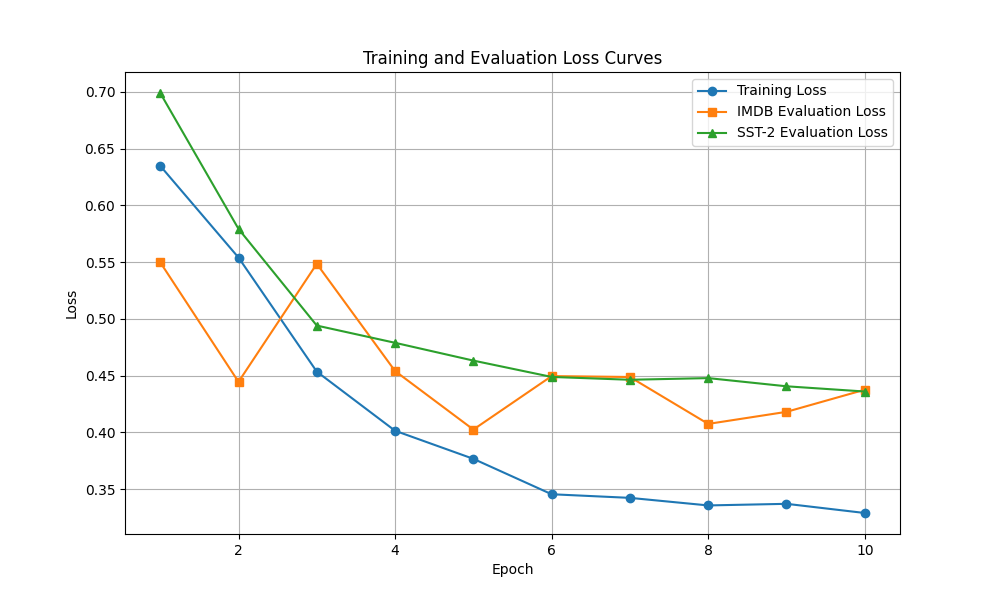 Training and Evaluation Loss Curves
Training Loss
IMDB Evaluation Loss
SST-2 Evaluation Loss
0.70
0.65
0.60
0.55
0.50
0.45
0.40
0.35
Loss
2 4 6 8 10
Epoch